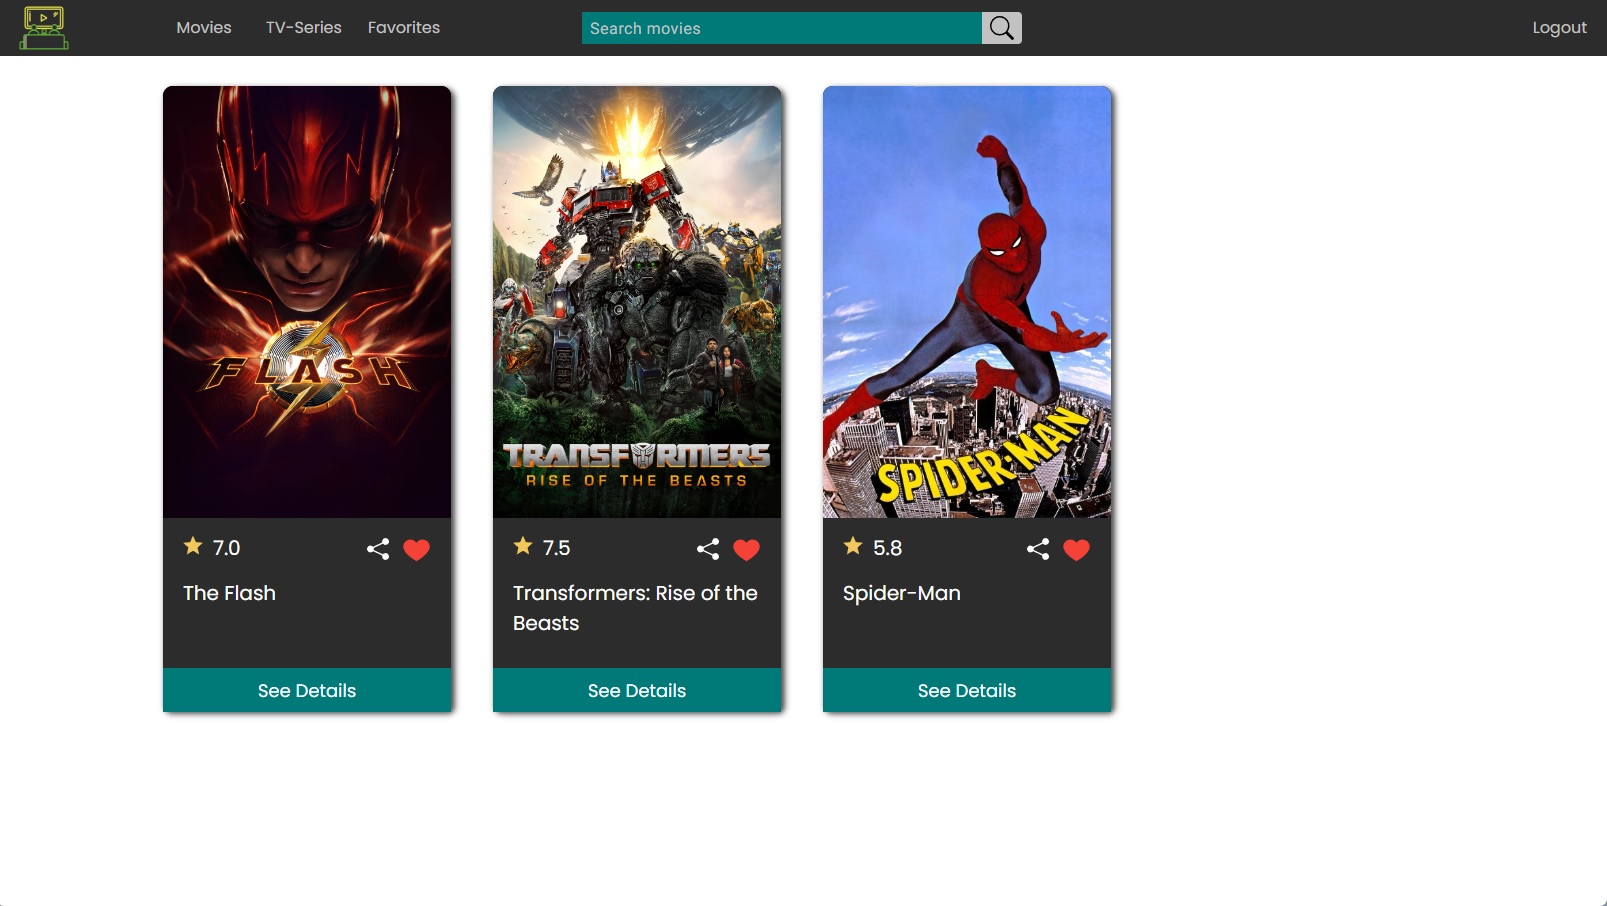 Movies TV-Series Favorites Search movies Logout
FLASH
TRANSFORMERS
RISE OF THE BEASTS
SPIDER-MAN
7.0
The Flash
See Details
7.5
Transformers: Rise of the
Beasts
See Details
5.8
Spider-Man
See Details